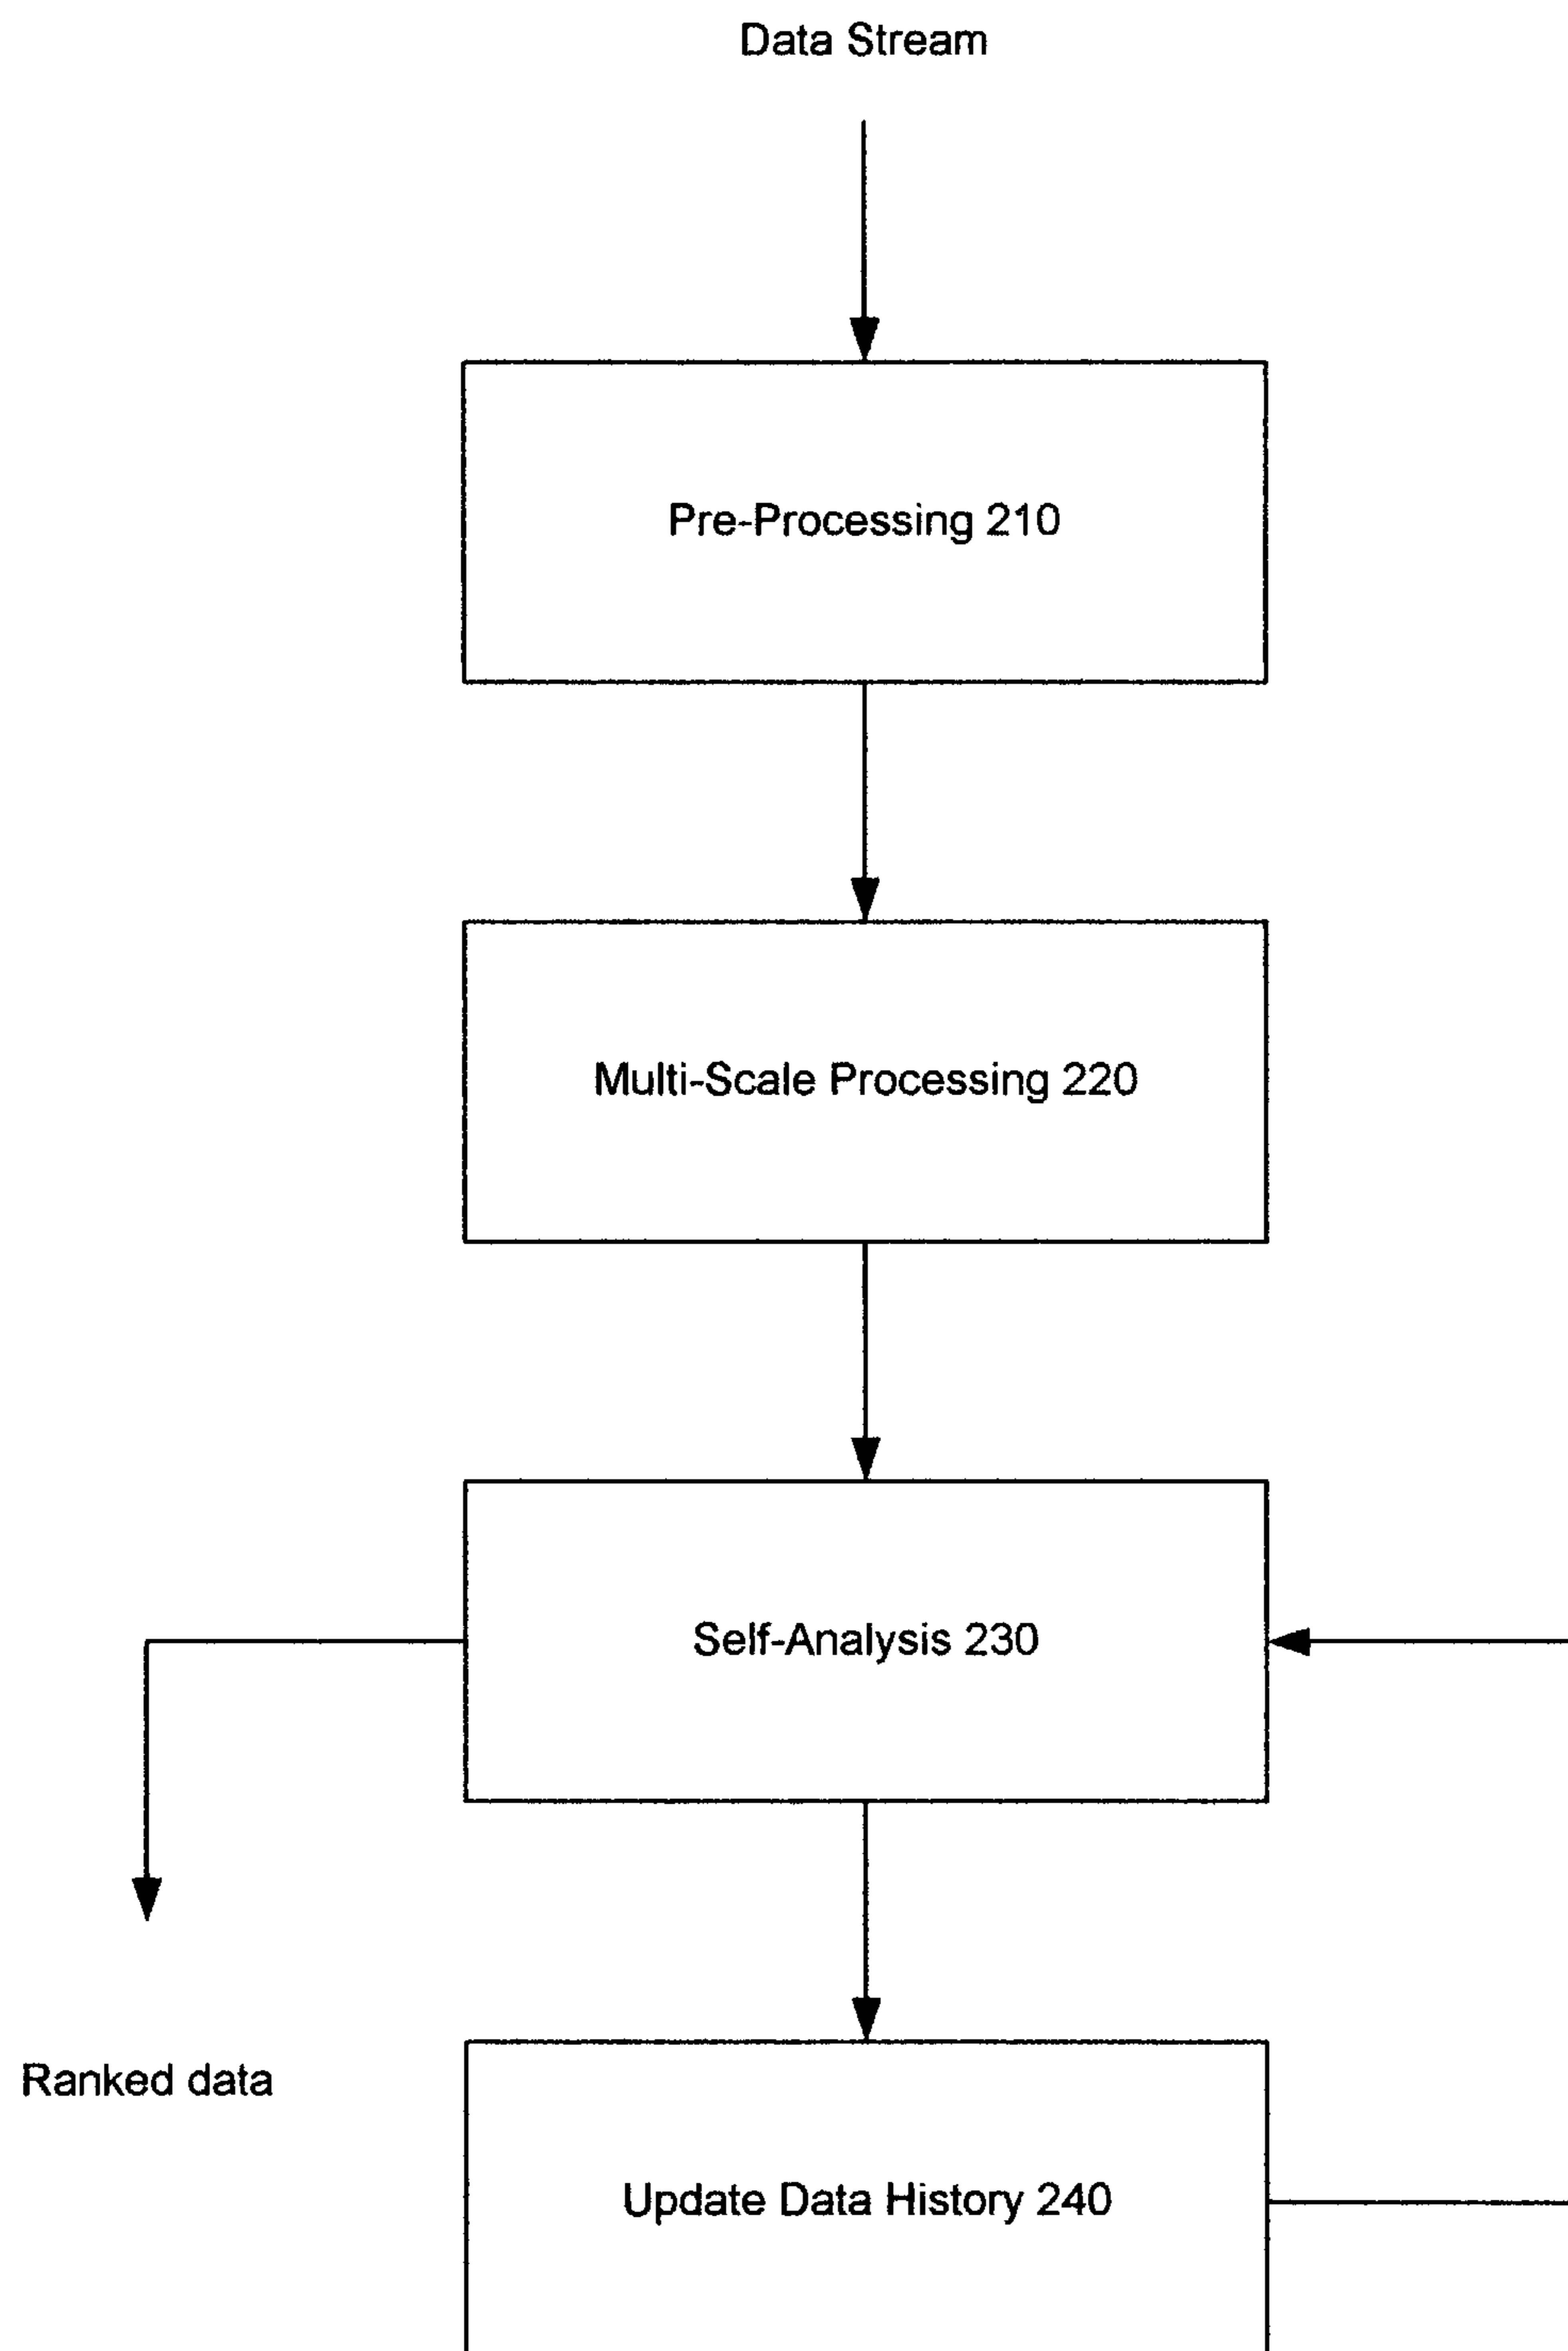 Data Stream
Pre-Processing 210
Multi-Scale Processing 220
Self-Analysis 230
Ranked data
Update Data History 240